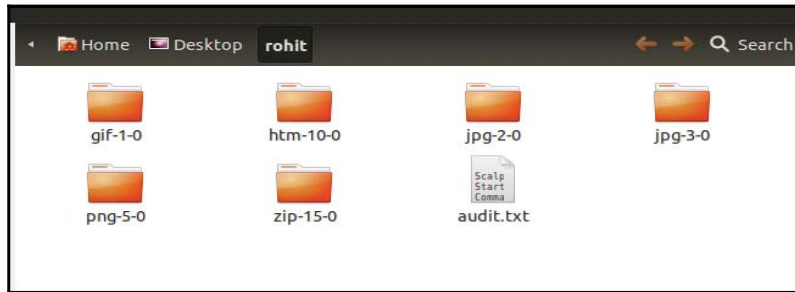 Home Desktop rohit Search
gif-1-0 htm-10-0 jpg-2-0 jpg-3-0
Scalp
Start
Comma
png-5-0 zip-15-0 audit.txt